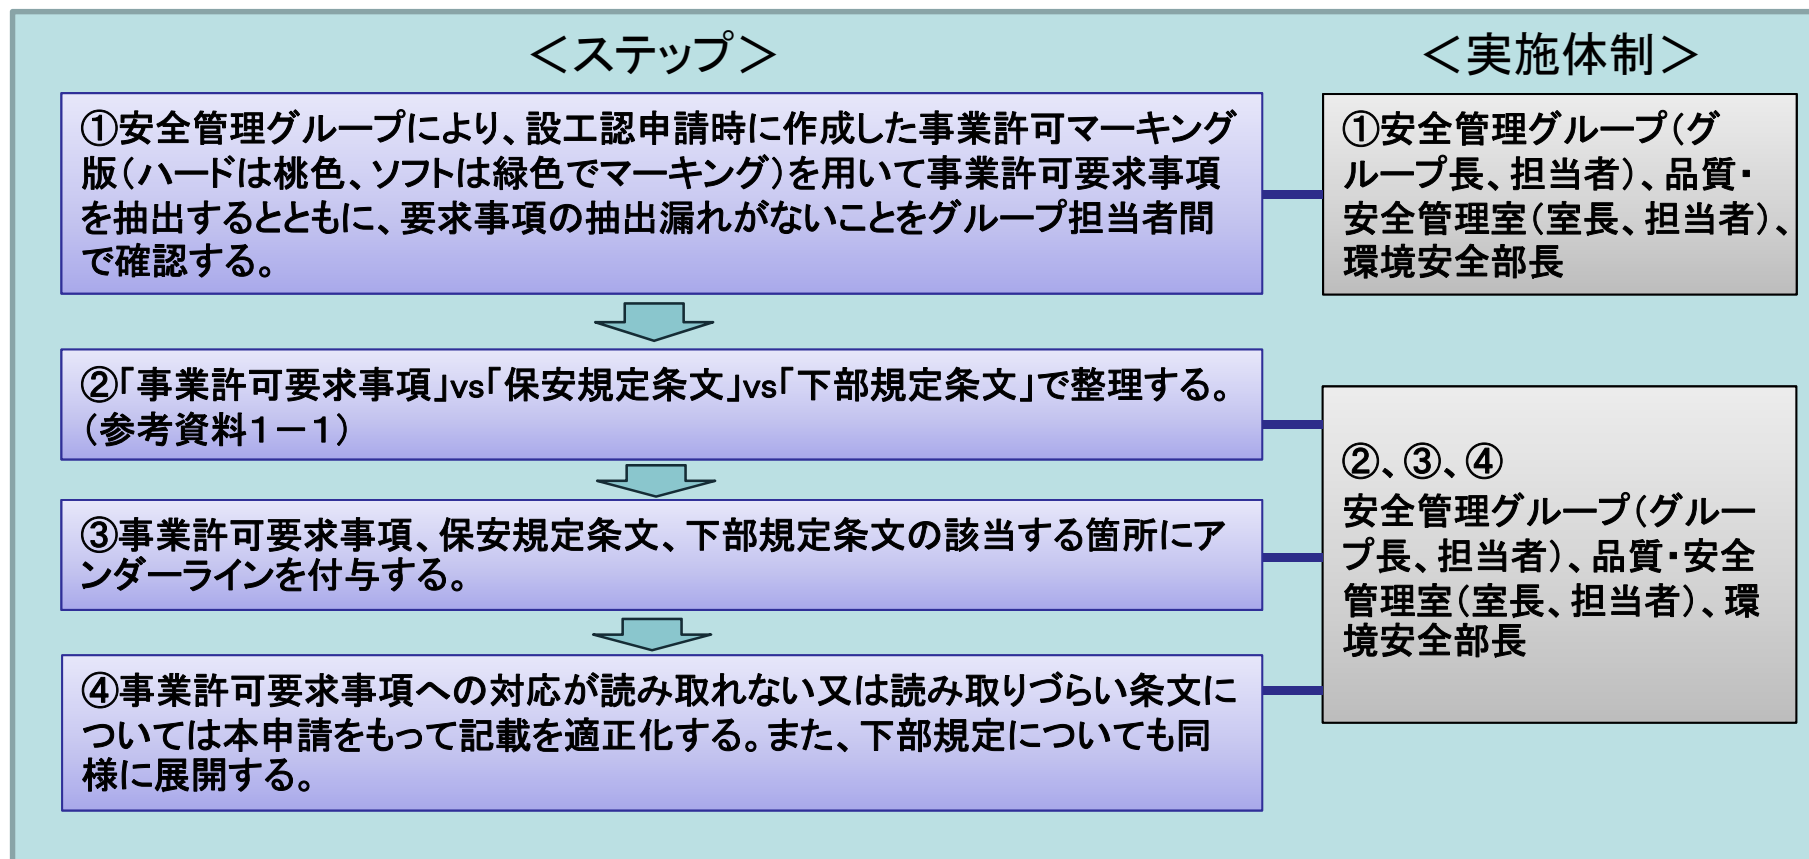 ＜ステップ＞
＜実施体制＞
①安全管理グループにより、設工認申請時に作成した事業許可マーキング
版（ハードは桃色、ソフトは緑色でマーキング）を用いて事業許可要求事項
を抽出するとともに、要求事項の抽出漏れがないことをグループ担当者間
で確認する。
①安全管理グループ（グ
ループ長、担当者）、品質・
安全管理室（室長、担当者）、
環境安全部長
②「事業許可要求事項」vs「保安規定条文」vs「下部規定条文」で整理する。
（参考資料１－１）
③事業許可要求事項、保安規定条文、下部規定条文の該当する箇所にア
ンダーラインを付与する。
④事業許可要求事項への対応が読み取れない又は読み取りづらい条文に
ついては本申請をもって記載を適正化する。また、下部規定についても同
様に展開する。
②、③、④
安全管理グループ（グルー
プ長、担当者）、品質・安全
管理室（室長、担当者）、環
境安全部長